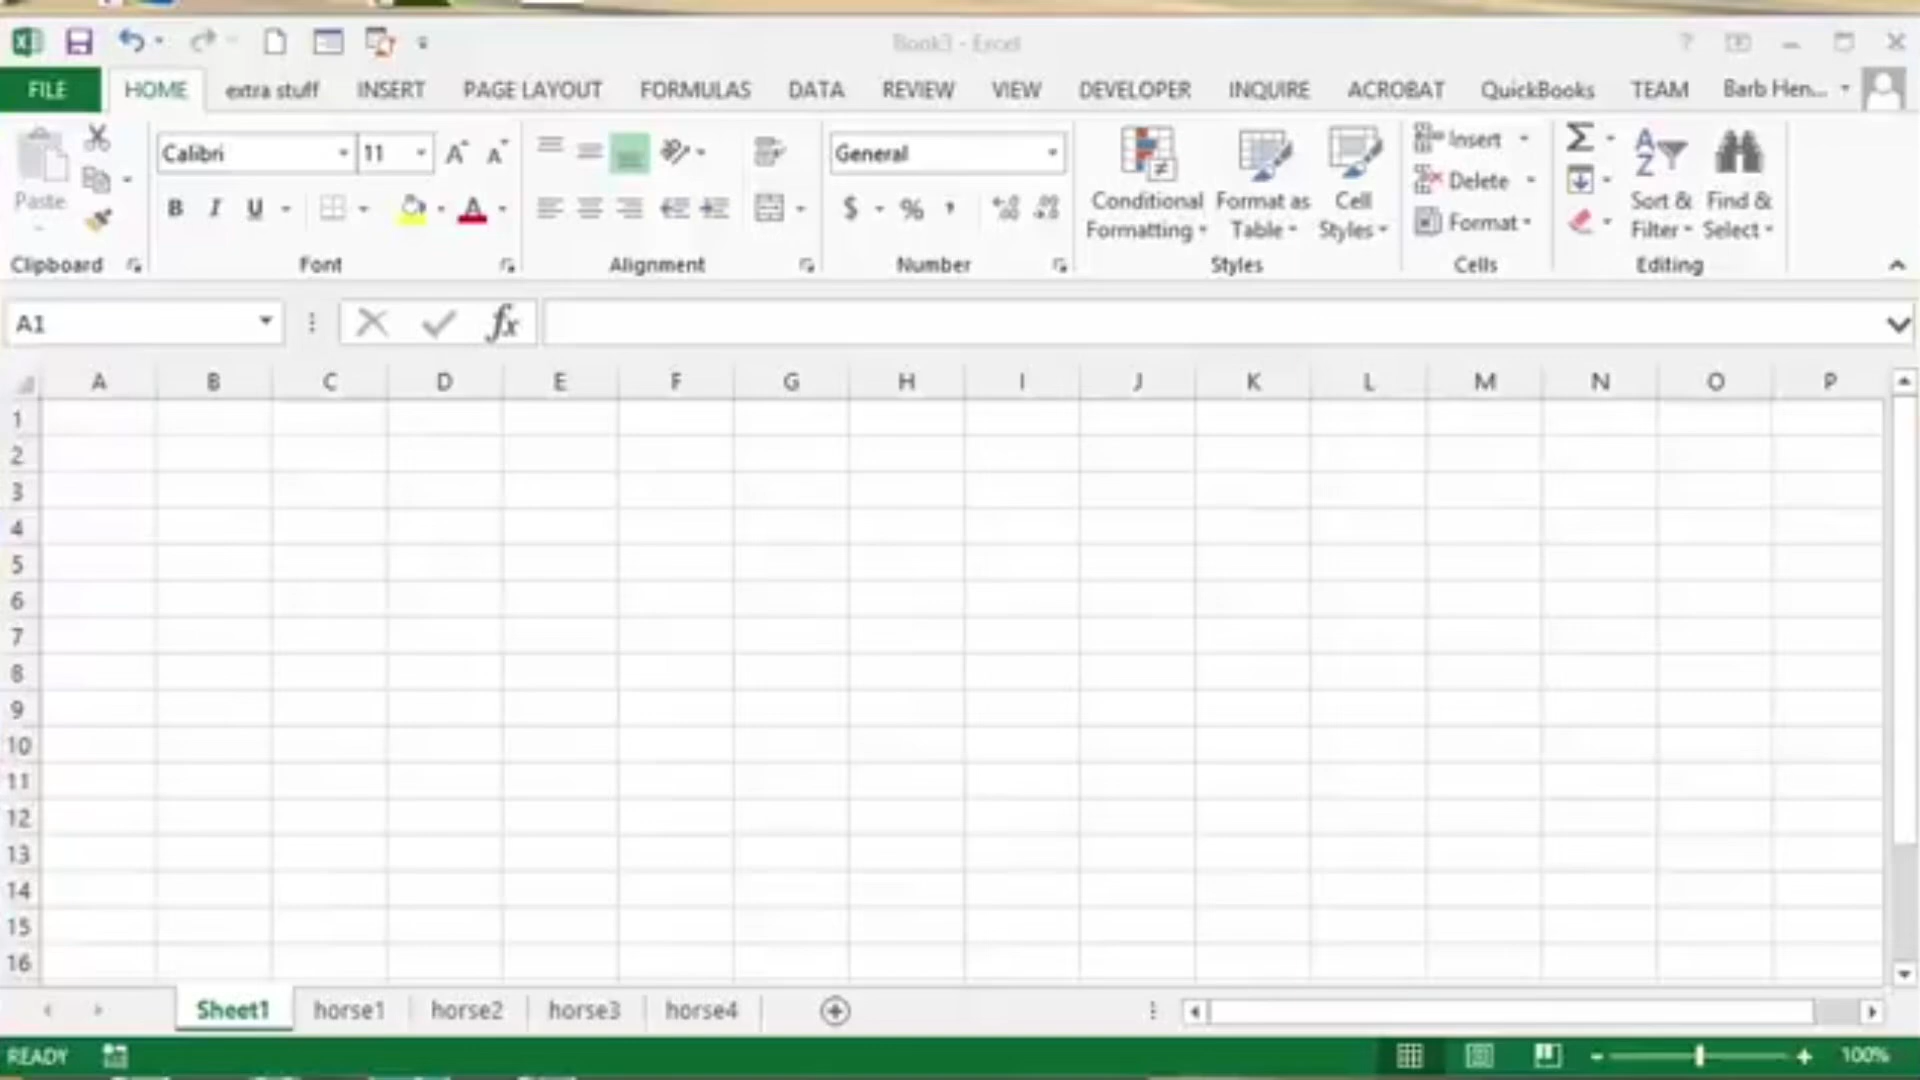 Book3 - Excel
FILE HOME extra stuff INSERT PAGE LAYOUT FORMULAS DATA REVIEW VIEW DEVELOPER INQUIRE ACROBAT QuickBooks TEAM Barb Hen...
Calibri 11 General Insert
Paste Conditional Format as Cell Delete Sort & Find &
B I U $ % , Formatting Table Styles Format Filter Select
Clipboard Font Alignment Number Styles Cells Editing
A1 fx
A B C D E F G H I J K L M N O P
1
2
3
4
5
6
7
8
9
10
11
12
13
14
15
16
Sheet1 horse1 horse2 horse3 horse4
READY 100%